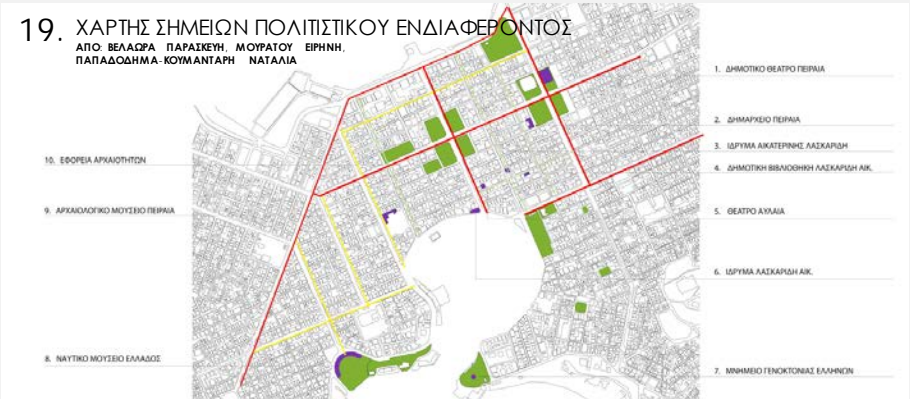 19. ΧΑΡΤΗΣ ΣΗΜΕΙΩΝ ΠΟΛΙΤΙΣΤΙΚΟΥ ΕΝΔΙΑΦΕΡΟΝΤΟΣ
ΑΠΟ: ΒΕΛΑΩΡΑ ΠΑΡΑΣΚΕΥΗ, ΜΟΥΡΑΤΟΥ ΕΙΡΗΝΗ,
ΠΑΠΑΔΟΔΗΜΑ-ΚΟΥΜΑΝΤΑΡΗ ΝΑΤΑΛΙΑ
1. ΔΗΜΟΤΙΚΟ ΘΕΑΤΡΟ ΠΕΙΡΑΙΑ
2. ΔΗΜΑΡΧΕΙΟ ΠΕΙΡΑΙΑ
3. ΙΔΡΥΜΑ ΑΙΚΑΤΕΡΙΝΗΣ ΛΑΣΚΑΡΙΔΗ
4. ΔΗΜΟΤΙΚΗ ΒΙΒΛΙΟΘΗΚΗ ΛΑΣΚΑΡΙΔΗ ΑΙΚ.
5. ΘΕΑΤΡΟ ΑΥΛΑΙΑ
6. ΙΔΡΥΜΑ ΛΑΣΚΑΡΙΔΗ ΑΙΚ.
7. ΜΝΗΜΕΙΟ ΓΕΝΟΚΤΟΝΙΑΣ ΕΛΛΗΝΩΝ
8. ΝΑΥΤΙΚΟ ΜΟΥΣΕΙΟ ΕΛΛΑΔΟΣ
9. ΑΡΧΑΙΟΛΟΓΙΚΟ ΜΟΥΣΕΙΟ ΠΕΙΡΑΙΑ
10. ΕΦΟΡΕΙΑ ΑΡΧΑΙΟΤΗΤΩΝ